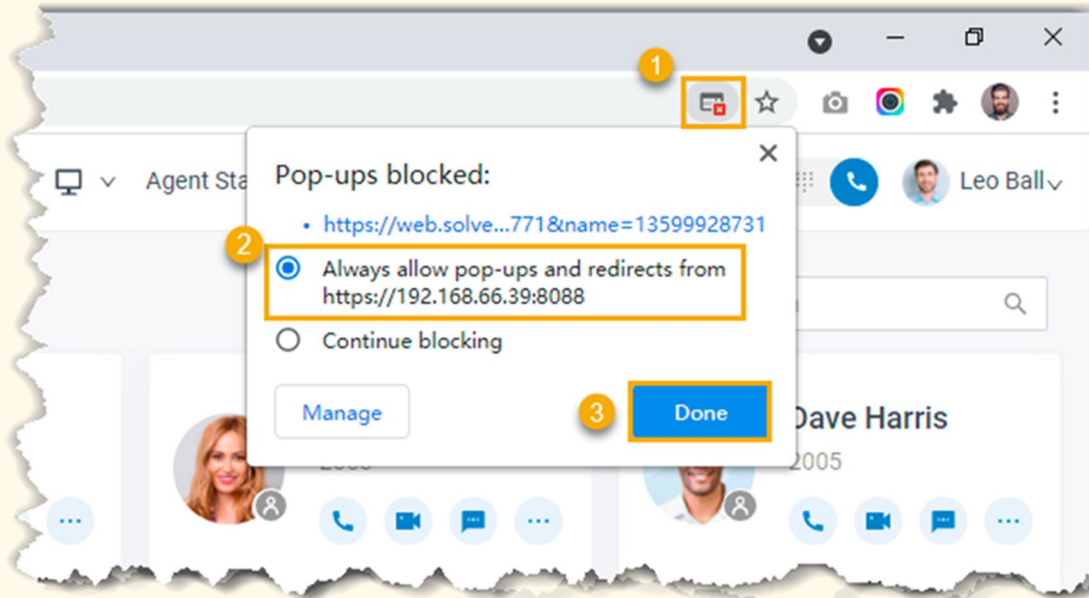 1
Agent Sta
Leo Ball
Pop-ups blocked:
https://web.solve...771&name=13599928731
2
Always allow pop-ups and redirects from
https://192.168.66.39:8088
Continue blocking
Manage
3
Done
Dave Harris
2005